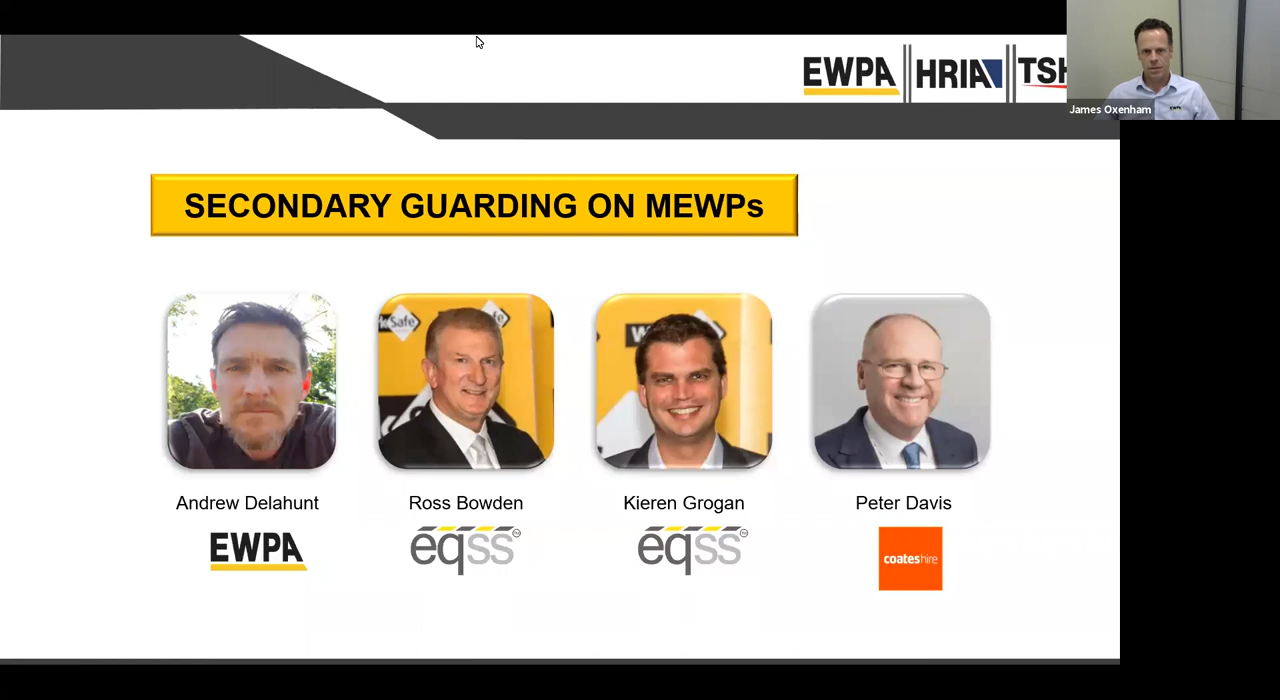 EWPA HRIA TSH
James Oxenham
SECONDARY GUARDING ON MEWPs
Safe
Andrew Delahunt Ross Bowden Kieren Grogan Peter Davis
EWPA eqss eqss coateshire